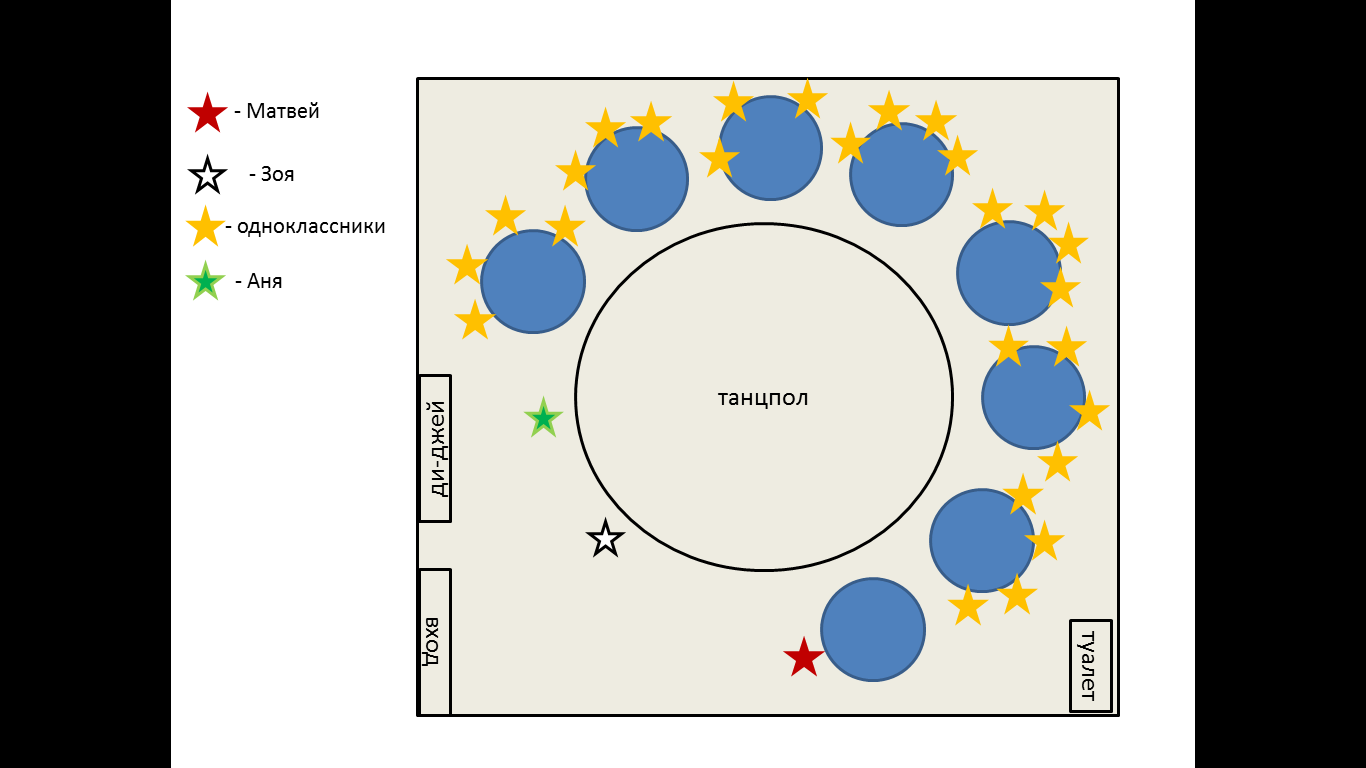 - Матвей
- Зоя
- одноклассники
- Аня
танцпол
ди-джей
вход
туалет